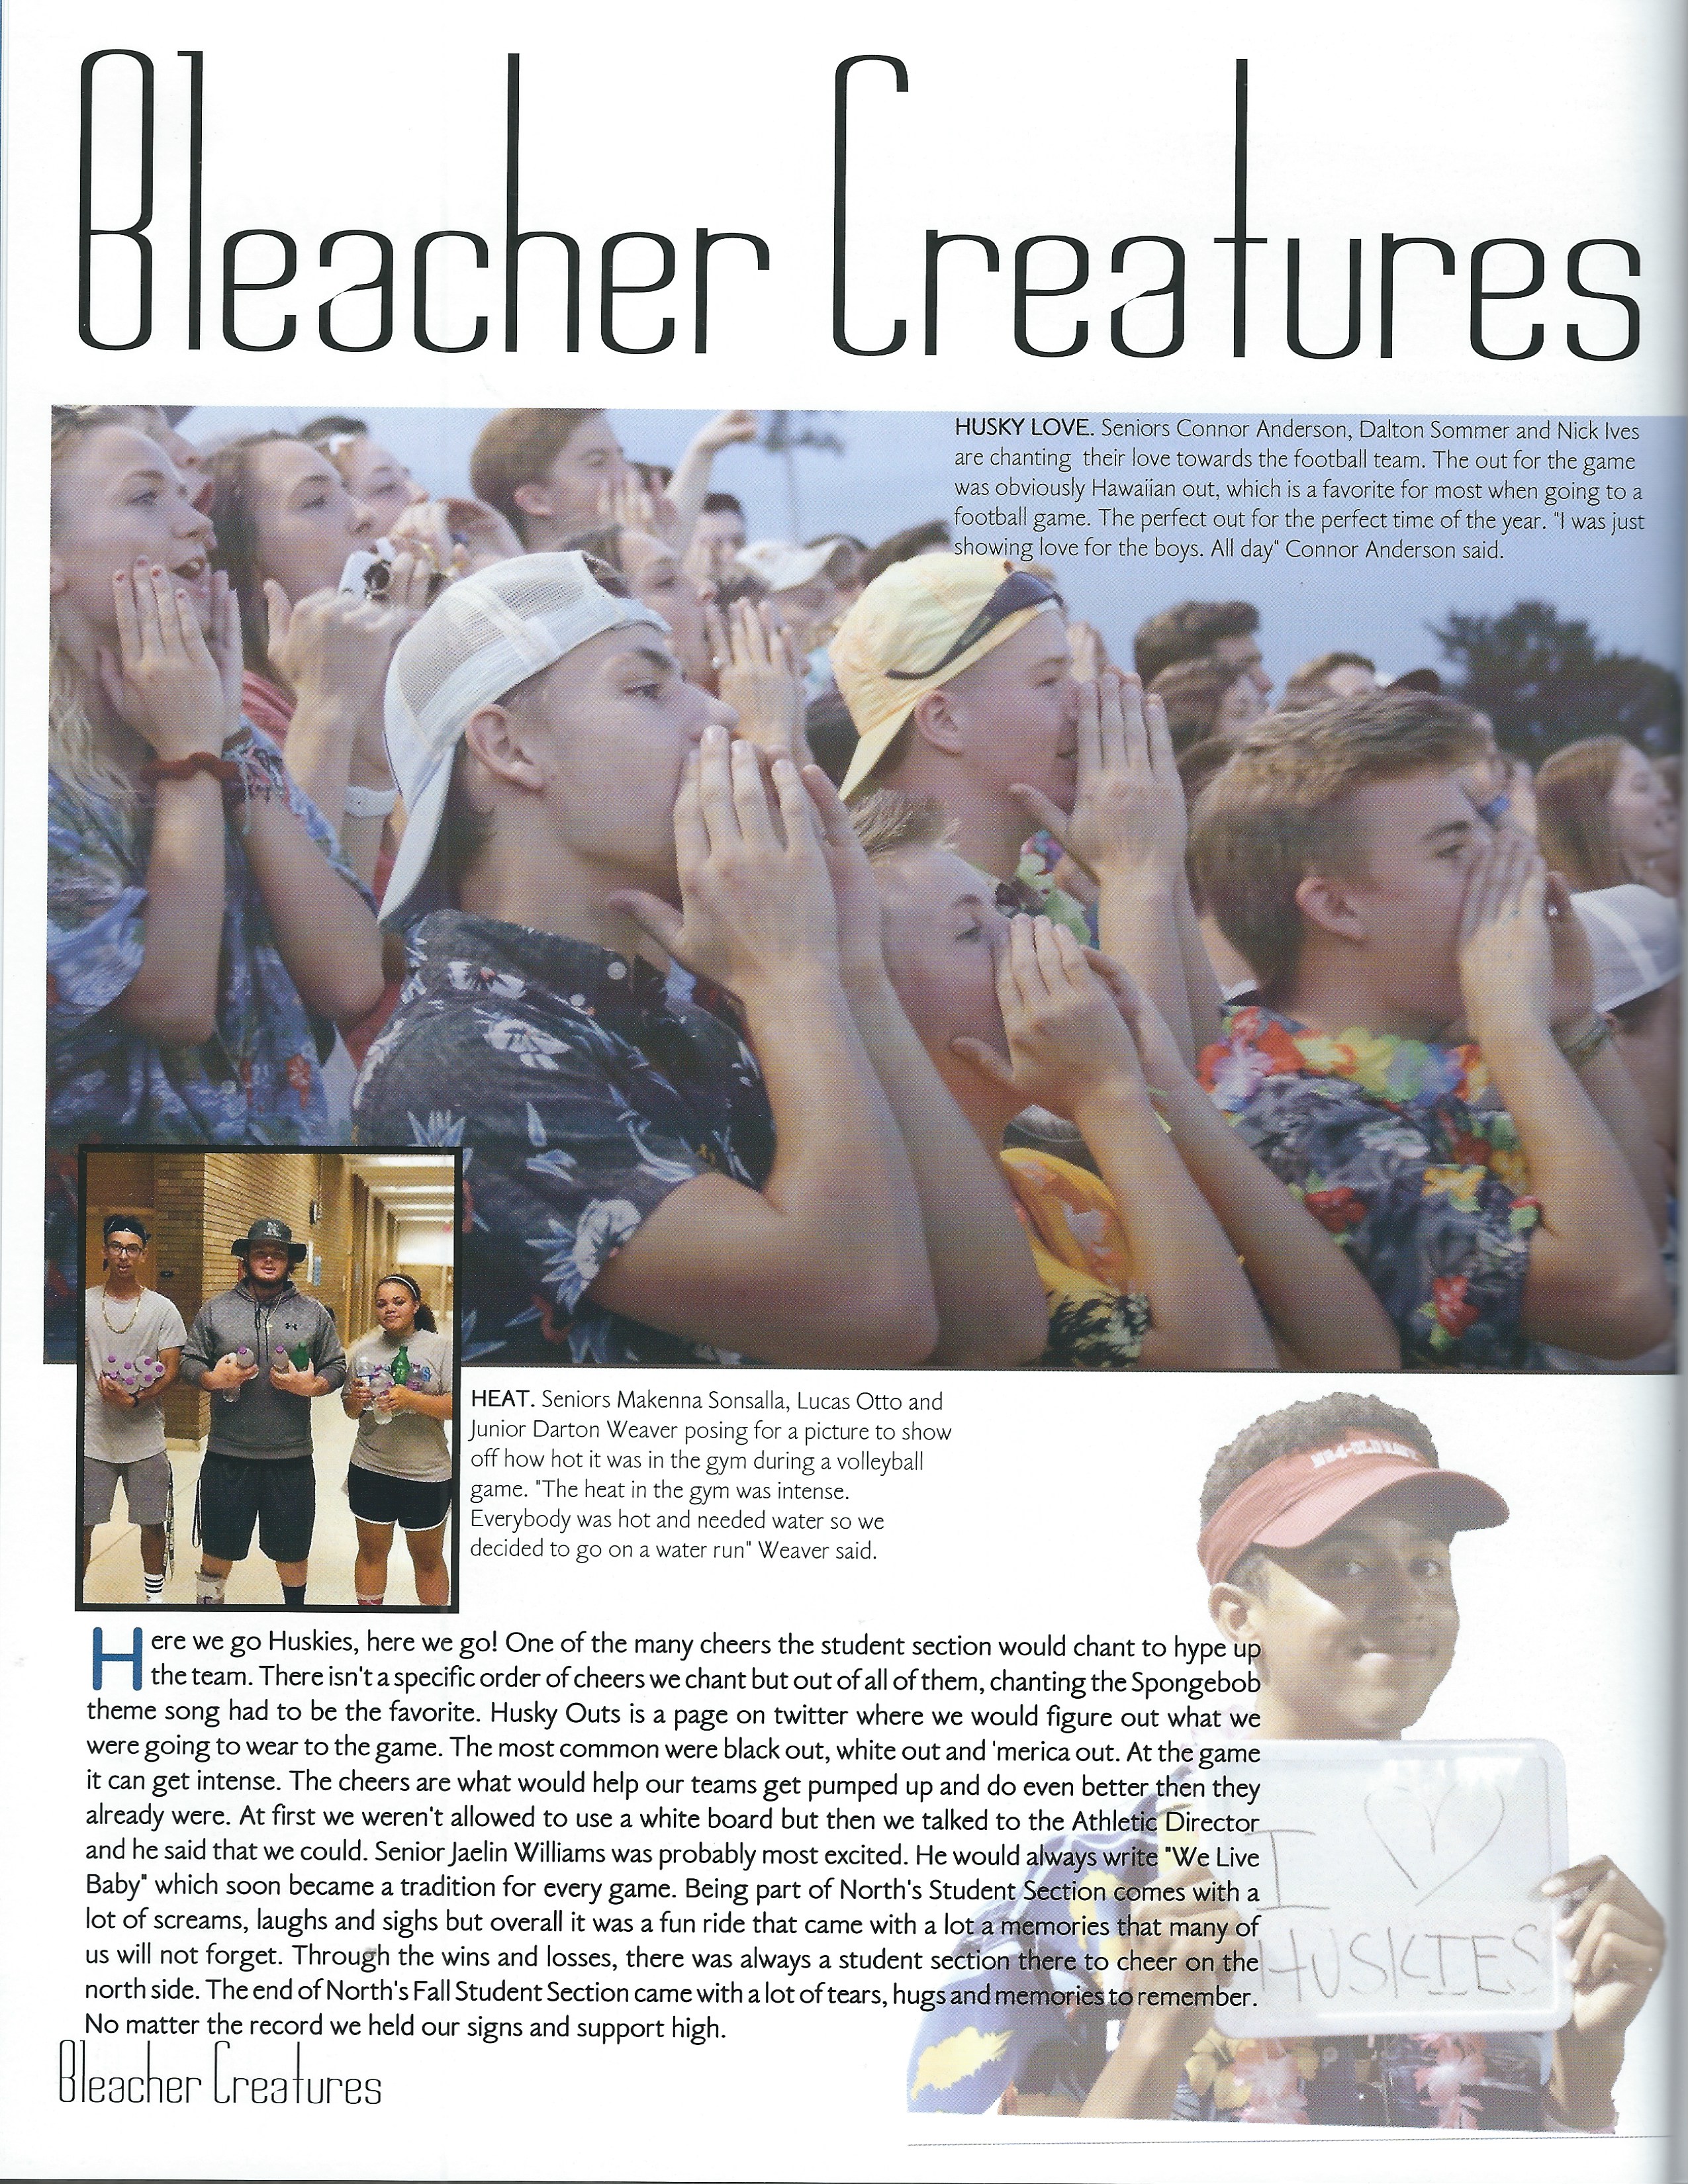 Bleacher Creatures
HUSKY LOVE. Seniors Connor Anderson, Dalton Sommer and Nick Ives
are chanting their love towards the football team. The out for the game
was obviously Hawaiian out, which is a favorite for most when going to a
football game. The perfect out for the perfect time of the year. "I was just
showing love for the boys. All day" Connor Anderson said.
HEAT. Seniors Makenna Sonsalla, Lucas Otto and
Junior Darton Weaver posing for a picture to show
off how hot it was in the gym during a volleyball
game. "The heat in the gym was intense.
Everybody was hot and needed water so we
decided to go on a water run" Weaver said.
Here we go Huskies, here we go! One of the many cheers the student section would chant to hype up
the team. There isn't a specific order of cheers we chant but out of all of them, chanting the Spongebob
theme song had to be the favorite. Husky Outs is a page on twitter where we would figure out what we
were going to wear to the game. The most common were black out, white out and 'merica out. At the game
it can get intense. The cheers are what would help our teams get pumped up and do even better then they
already were. At first we weren't allowed to use a white board but then we talked to the Athletic Director
and he said that we could. Senior Jaelin Williams was probably most excited. He would always write "We Live
Baby" which soon became a tradition for every game. Being part of North's Student Section comes with a
lot of screams, laughs and sighs but overall it was a fun ride that came with a lot a memories that many of
us will not forget. Through the wins and losses, there was always a student section there to cheer on the
north side. The end of North's Fall Student Section came with a lot of tears, hugs and memories to remember.
No matter the record we held our signs and support high.
I
HUSKIES
Bleacher Creatures